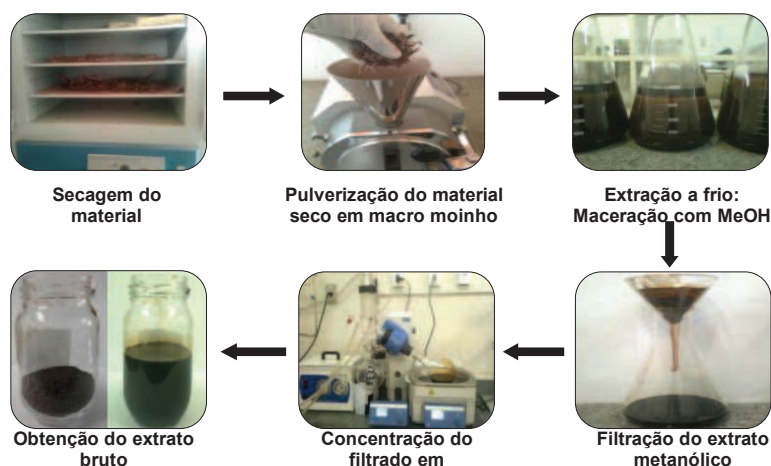 Secagem do
material
Pulverização do material
seco em macro moinho
Extração a frio:
Maceração com MeOH
Filtração do extrato
metanólico
Concentração do
filtrado em
Obtenção do extrato
bruto